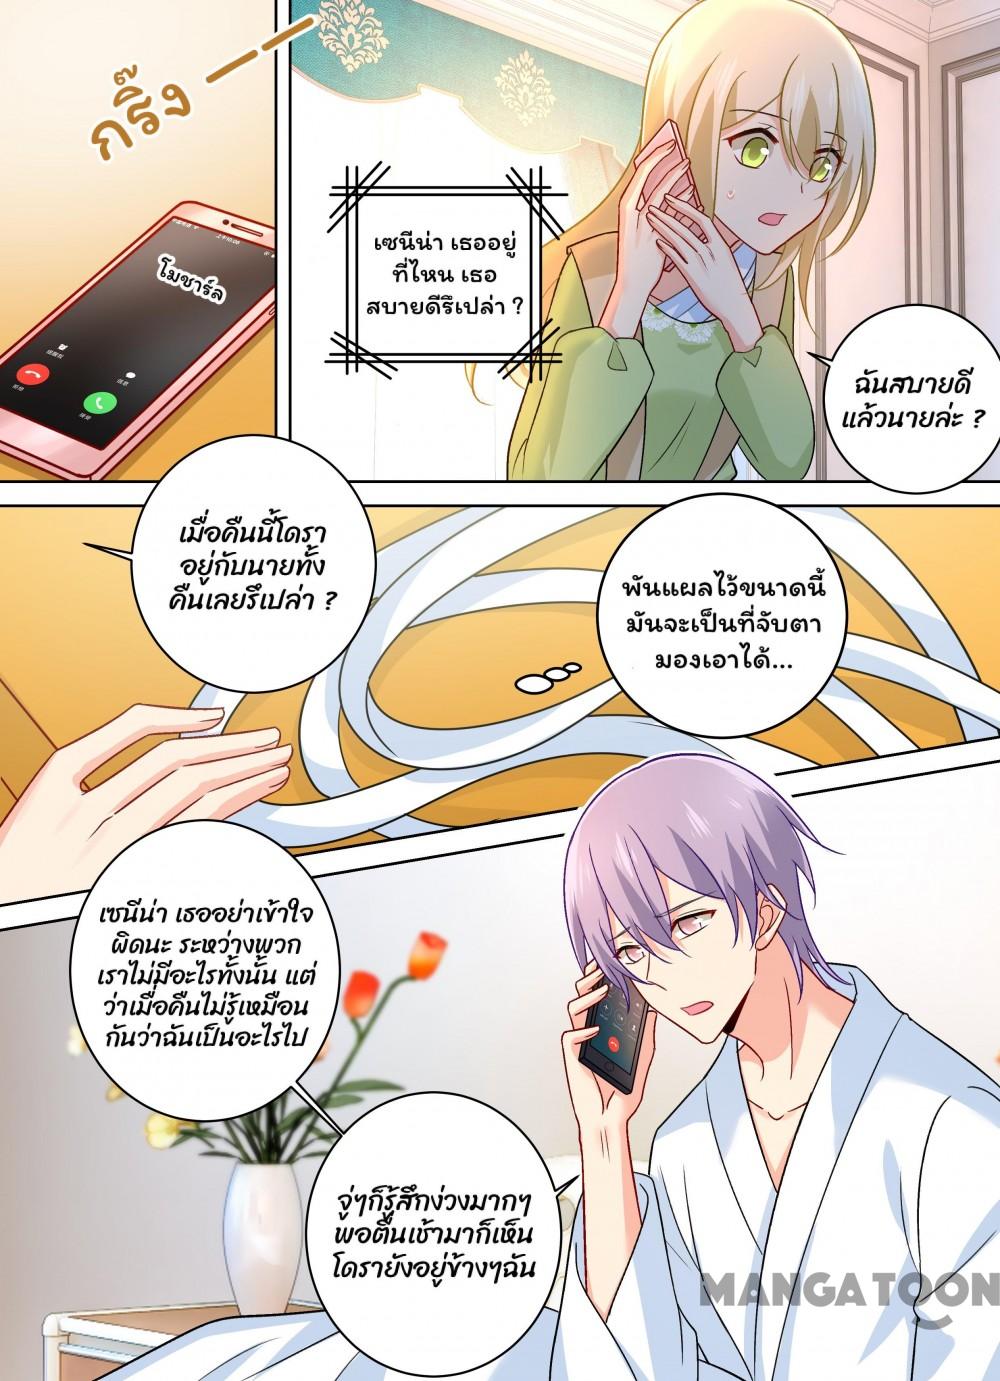 กริ๊ง
上午10:08
โมชาร์ล
เซนีน่า เธออยู่
ที่ไหน เธอ
สบายดีรึเปล่า ?
ฉันสบายดี
แล้วนายล่ะ ?
เมื่อคืนนี้โดรา
อยู่กับนายทั้ง
คืนเลยรึเปล่า ?
พันแผลไว้ขนาดนี้
มันจะเป็นที่จับตา
มองเอาได้...
เซนีน่า เธออย่าเข้าใจ
ผิดนะ ระหว่างพวก
เราไม่มีอะไรทั้งนั้น แต่
ว่าเมื่อคืนไม่รู้เหมือน
กันว่าฉันเป็นอะไรไป
จู่ๆก็รู้สึกง่วงมากๆ
พอตื่นเช้ามาก็เห็น
โดรายังอยู่ข้างๆฉัน
MANGATOON